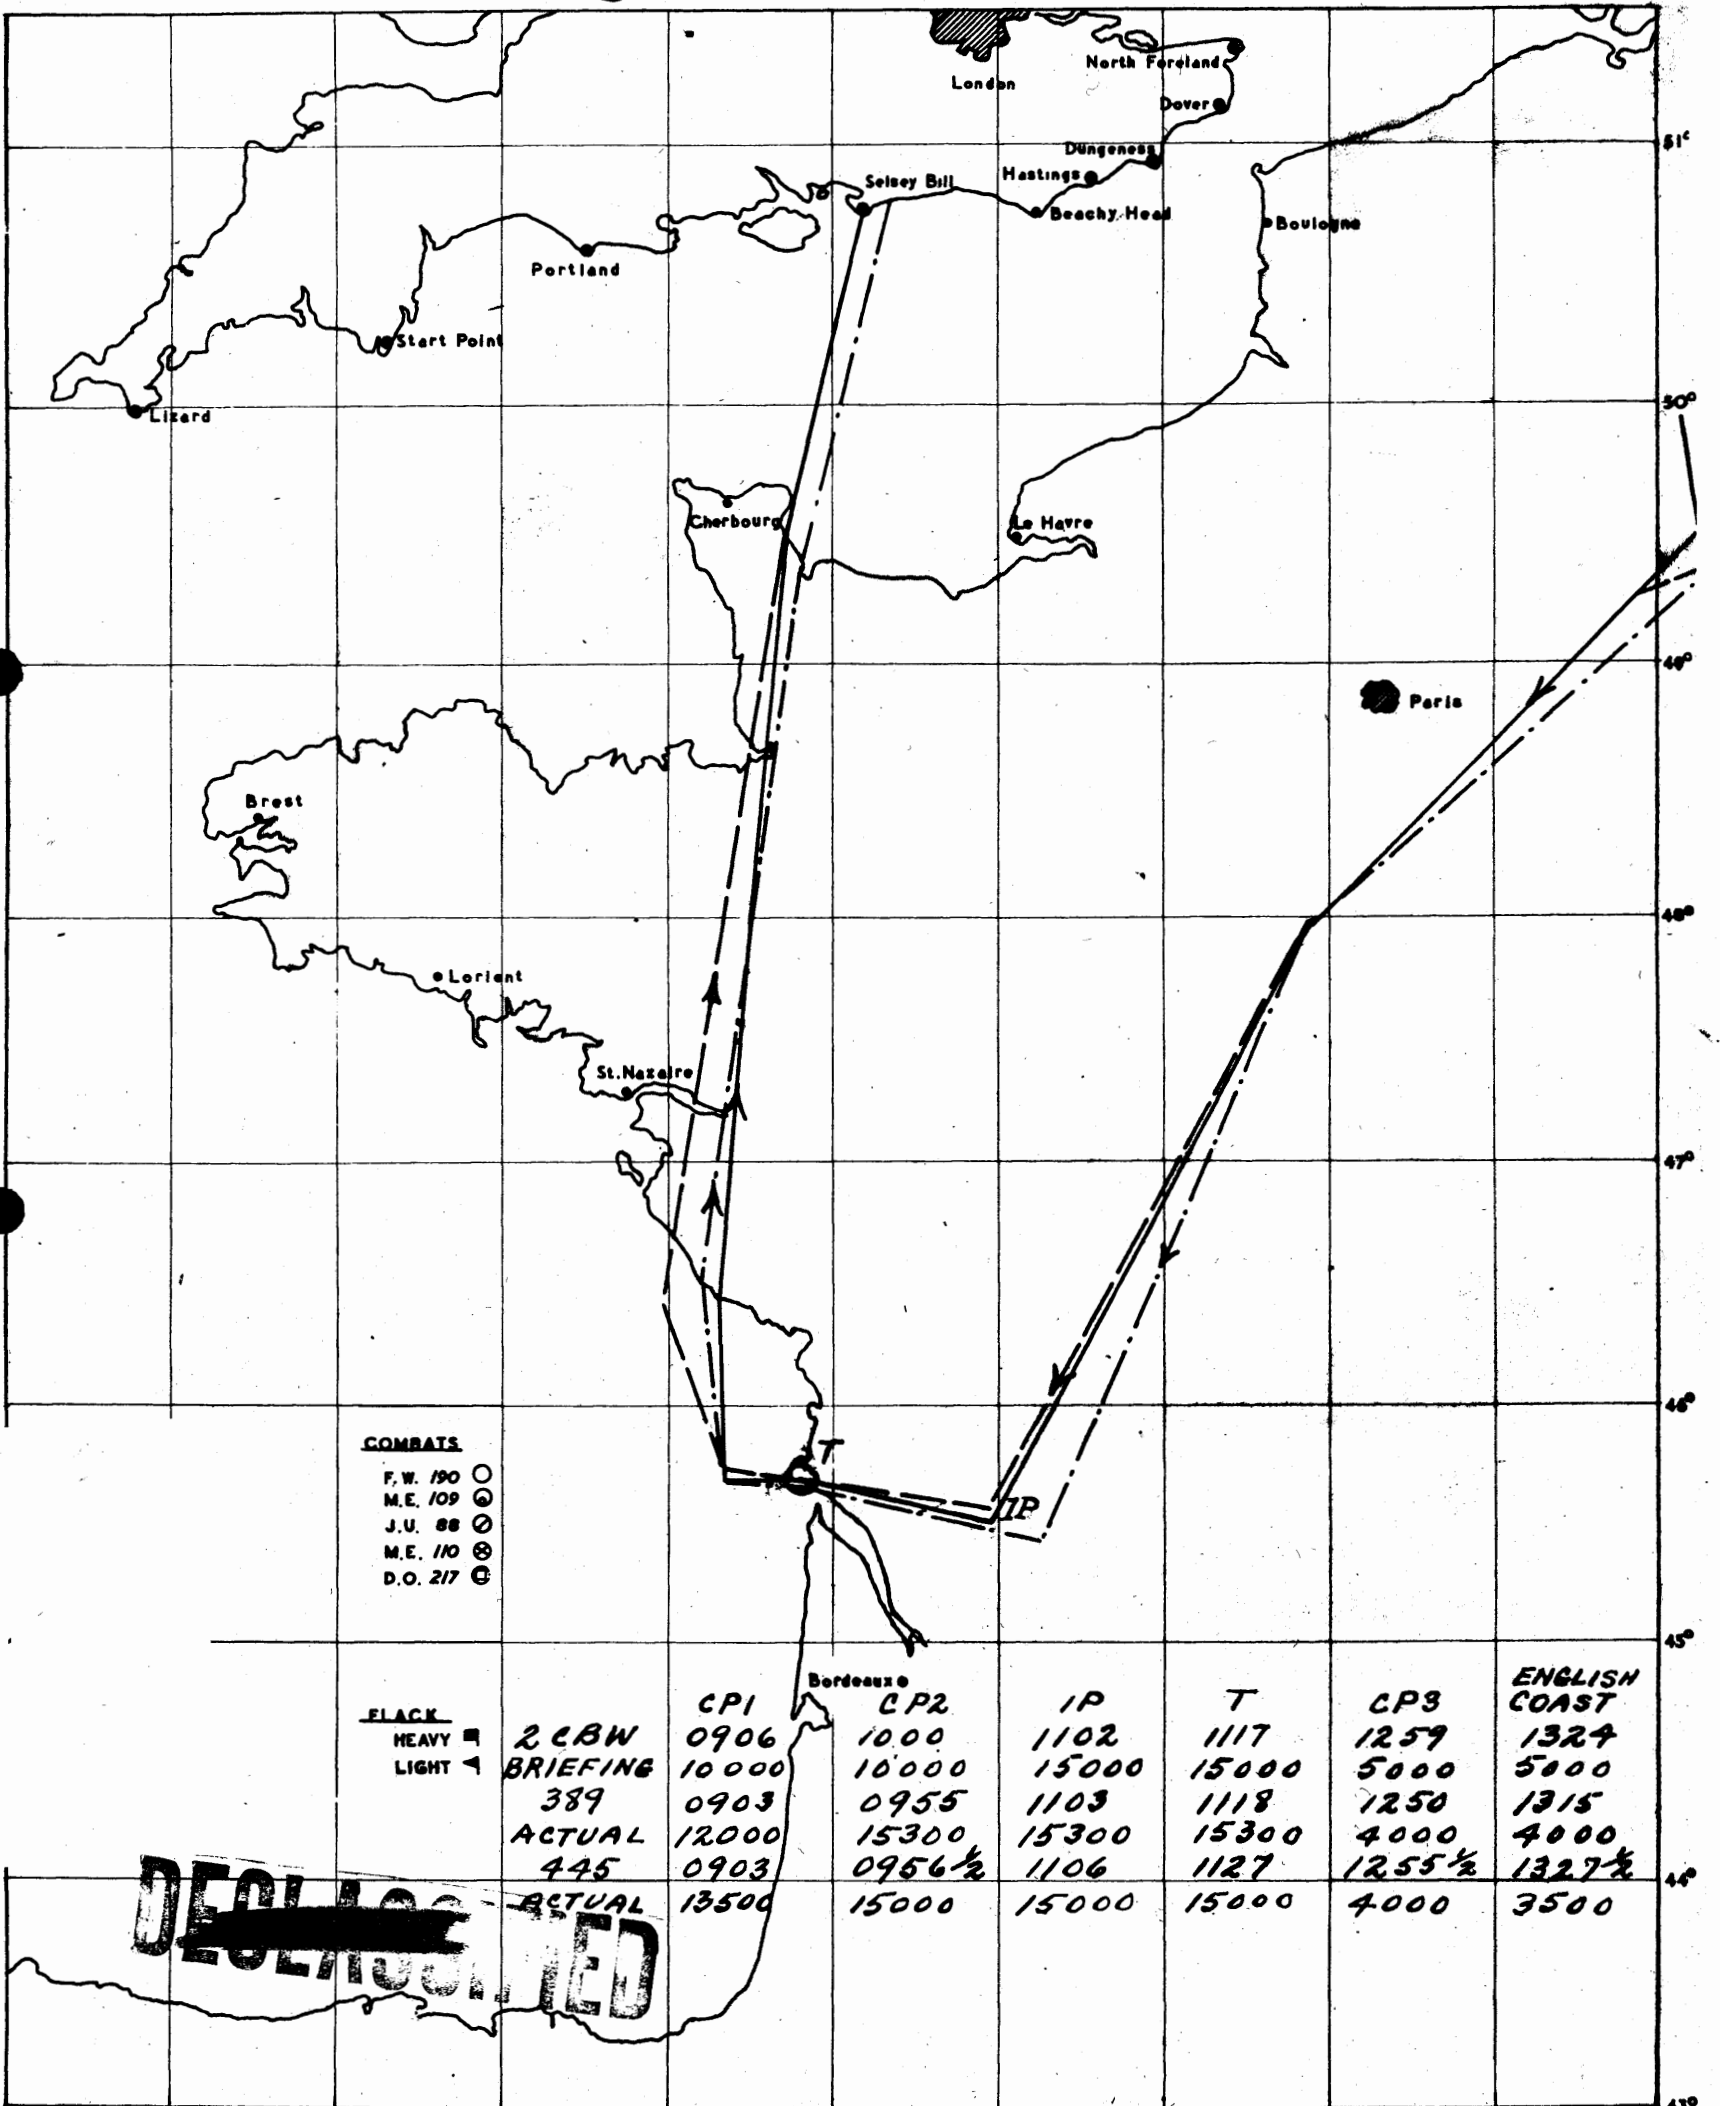 London
North Foreland
Dover
51°
Dungeness
Hastings
Selsey Bill
Beachy Head
Boulogne
Portland
Start Point
Lizard
50°
Cherbourg
Le Havre
49°
Paris
Brest
48°
Lorient
St. Nazaire
47°
46°
T
IP
COMBATS
F.W. 190
M.E. 109
J.U. 88
M.E. 110
D.O. 217
45°
Bordeaux
FLACK
HEAVY
LIGHT
CP1 CP2 IP T CP3 ENGLISH COAST
2 CBW 0906 1000 1102 1117 1259 1324
BRIEFING 10000 10000 15000 15000 5000 5000
389 0903 0955 1103 1118 1250 1315
ACTUAL 12000 15300 15300 15300 4000 4000
445 0903 0956½ 1106 1127 1255½ 1327½
ACTUAL 13500 15000 15000 15000 4000 3500
44°
DECLASSIFIED
43°